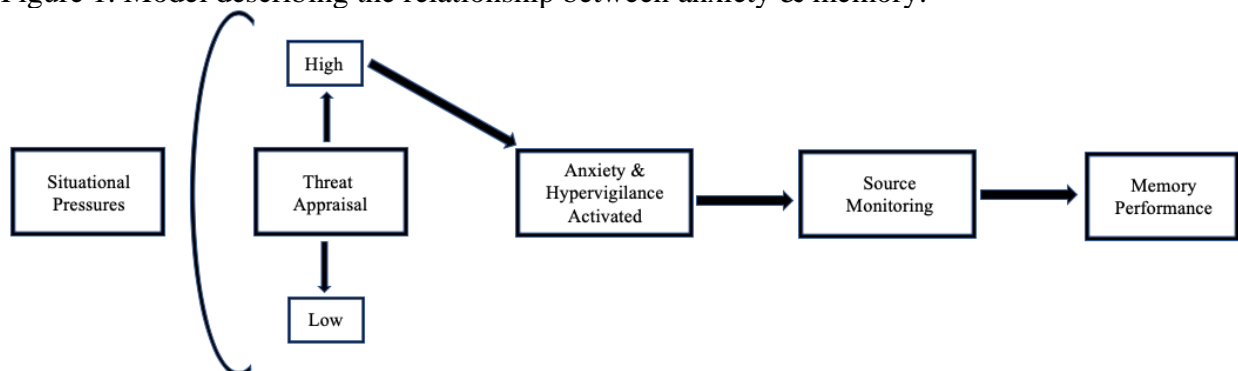 Figure 1. Model describing the relationship between anxiety & memory.
High
Situational
Pressures
Threat
Appraisal
Anxiety &
Hypervigilance
Activated
Source
Monitoring
Memory
Performance
Low